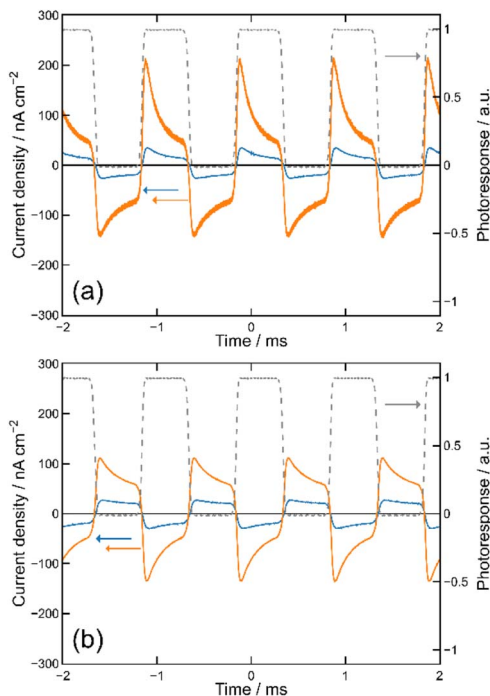 300
200
100
0
-100
-200
-300
Current density / nA cm⁻²
1
0.5
0
-0.5
-1
Photoresponse / a.u.
(a)
-2 -1 0 1 2
Time / ms
300
200
100
0
-100
-200
-300
Current density / nA cm⁻²
1
0.5
0
-0.5
-1
Photoresponse / a.u.
(b)
-2 -1 0 1 2
Time / ms